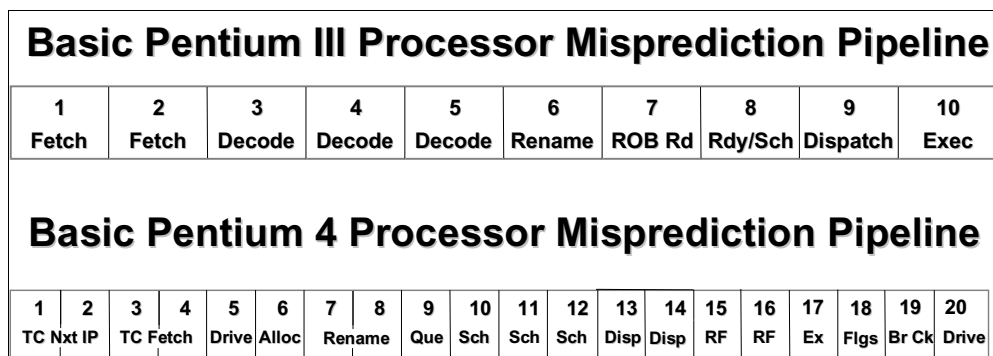 Basic Pentium III Processor Misprediction Pipeline
1 2 3 4 5 6 7 8 9 10
Fetch Fetch Decode Decode Decode Rename ROB Rd Rdy/Sch Dispatch Exec
Basic Pentium 4 Processor Misprediction Pipeline
1 2 3 4 5 6 7 8 9 10 11 12 13 14 15 16 17 18 19 20
TC Nxt IP TC Fetch Drive Alloc Rename Que Sch Sch Sch Disp Disp RF RF Ex Flgs Br Ck Drive